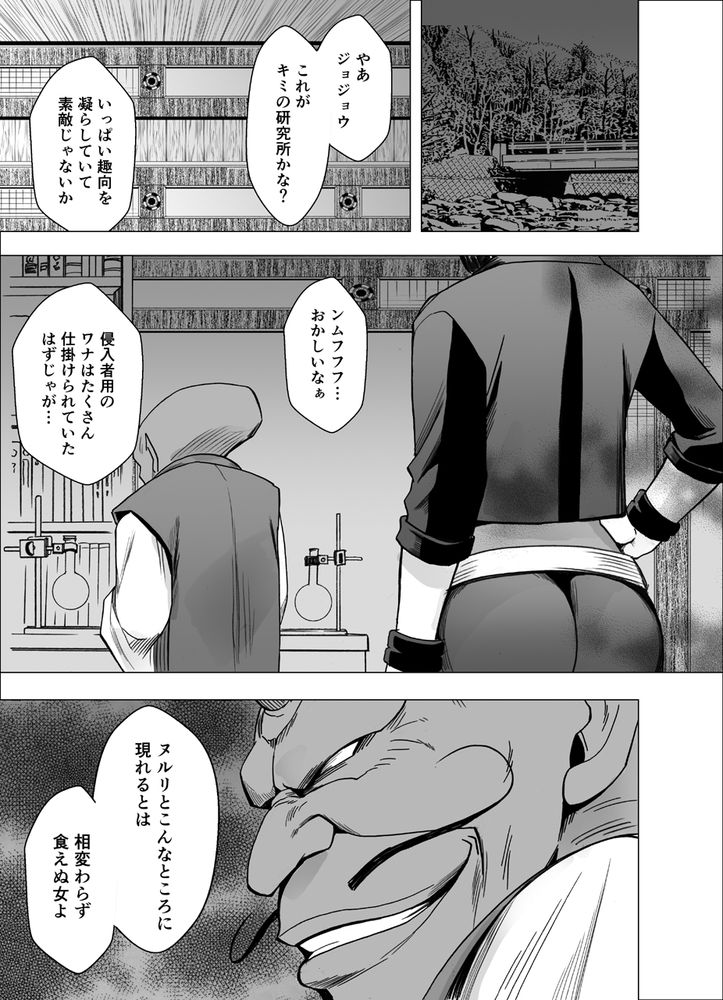 やあ
ジョジョウ
これが
キミの研究所かな?
いっぱい趣向を
凝らしていて
素敵じゃないか
ンムフフフ…
おかしいなぁ
侵入者用の
ワナはたくさん
仕掛けられていた
はずじゃが…
ヌルリとこんなところに
現れるとは
相変わらず
食えぬ女よ